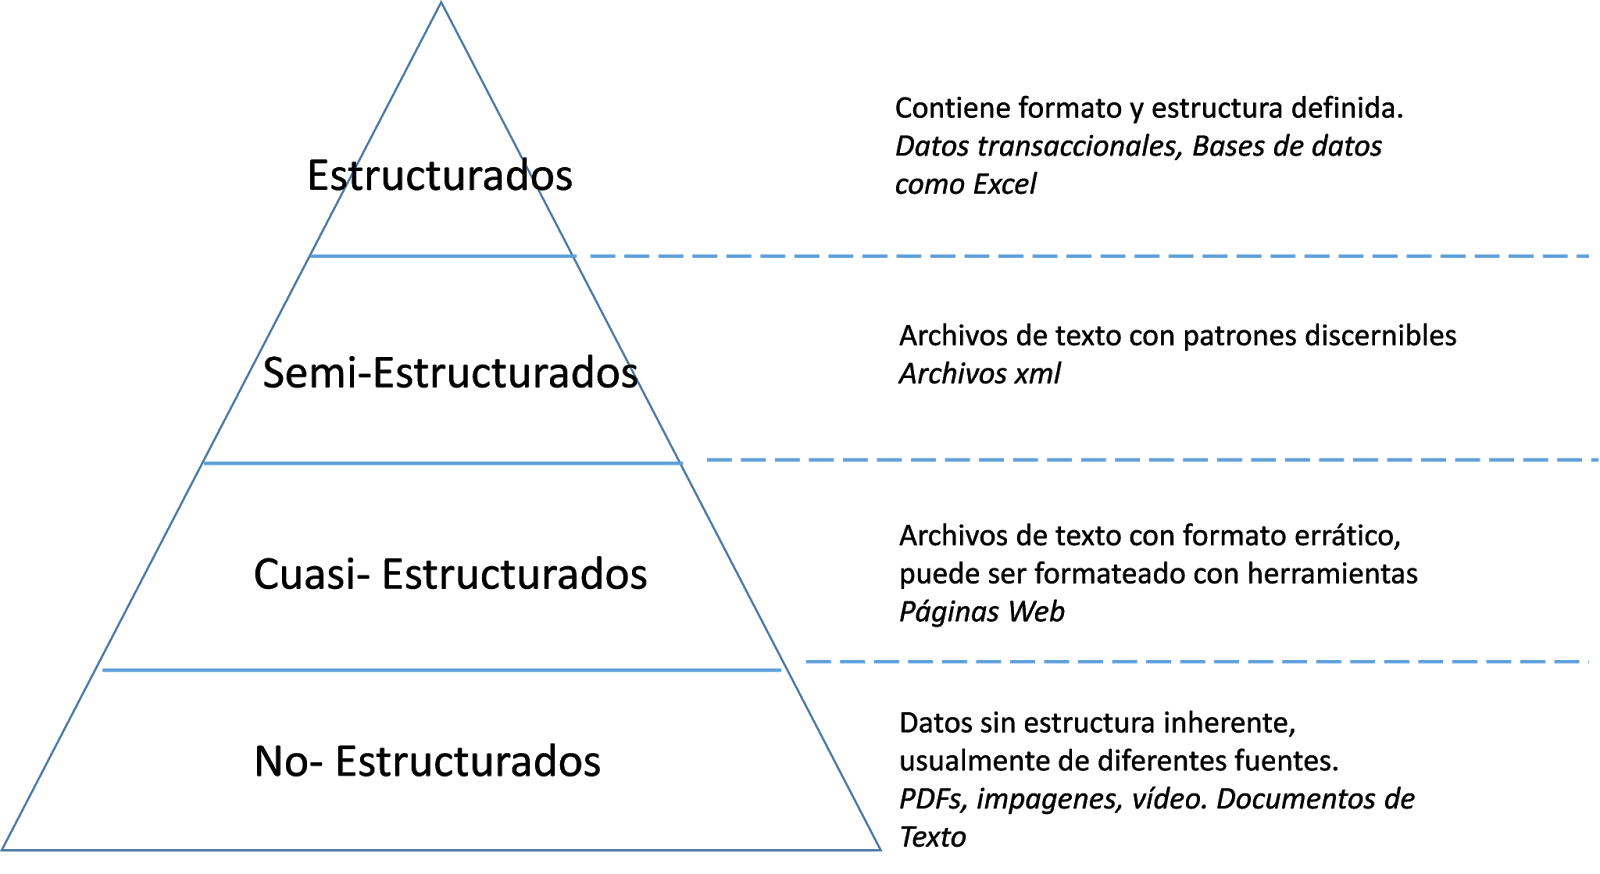 Estructurados
Contiene formato y estructura definida.
Datos transaccionales, Bases de datos
como Excel
Semi-Estructurados
Archivos de texto con patrones discernibles
Archivos xml
Cuasi- Estructurados
Archivos de texto con formato errático,
puede ser formateado con herramientas
Páginas Web
No- Estructurados
Datos sin estructura inherente,
usualmente de diferentes fuentes.
PDFs, impagenes, vídeo. Documentos de
Texto